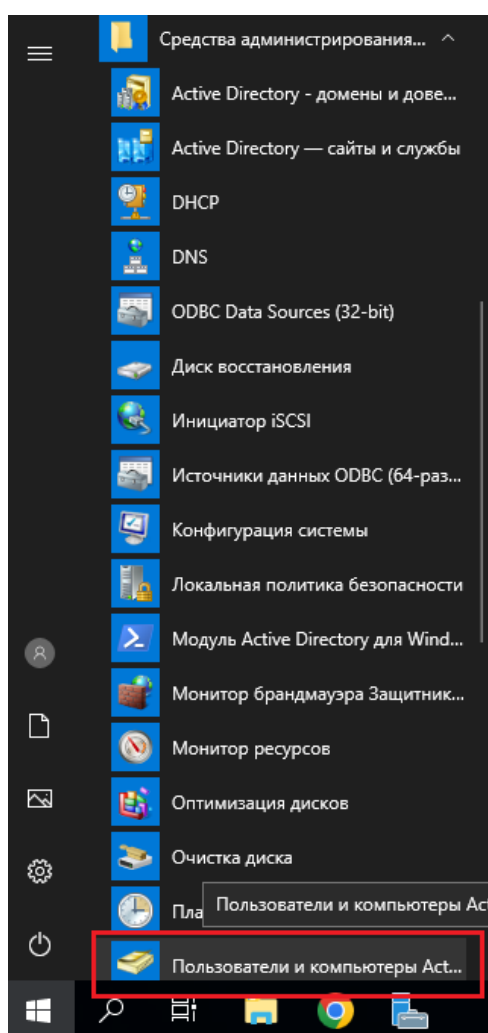 Средства администрирования...
Active Directory - домены и дове...
Active Directory — сайты и службы
DHCP
DNS
ODBC Data Sources (32-bit)
Диск восстановления
Инициатор iSCSI
Источники данных ODBC (64-раз...
Конфигурация системы
Локальная политика безопасности
Модуль Active Directory для Wind...
Монитор брандмауэра Защитник...
Монитор ресурсов
Оптимизация дисков
Очистка диска
Пла
Пользователи и компьютеры Act
Пользователи и компьютеры Act...